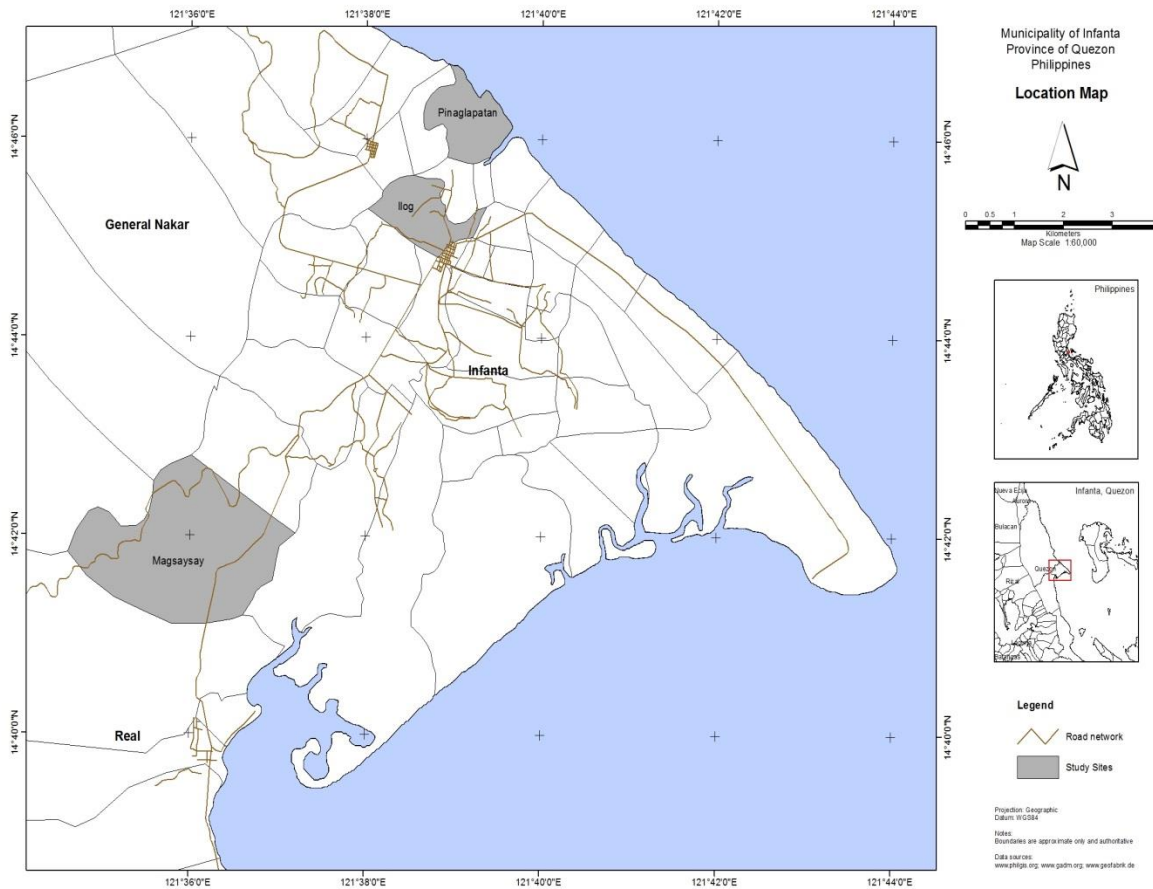 121°36'0"E 121°38'0"E 121°40'0"E 121°42'0"E 121°44'0"E
14°46'0"N
14°44'0"N
14°42'0"N
14°40'0"N
Pinaglapatan
Ilog
General Nakar
Infanta
Magsaysay
Real
14°46'0"N
14°44'0"N
14°42'0"N
14°40'0"N
121°36'0"E 121°38'0"E 121°40'0"E 121°42'0"E 121°44'0"E
Municipality of Infanta
Province of Quezon
Philippines
Location Map
N
0 0.5 1 2 3
Kilometers
Map Scale 1:60,000
Philippines
Infanta, Quezon
Nueva Ecija
Aurora
Bulacan
Quezon
Rizal
Batangas
Legend
Road network
Study Sites
Projection: Geographic
Datum: WGS84
Notes:
Boundaries are approximate only and authoritative
Data sources:
www.philgis.org; www.gadm.org; www.geofabrik.de